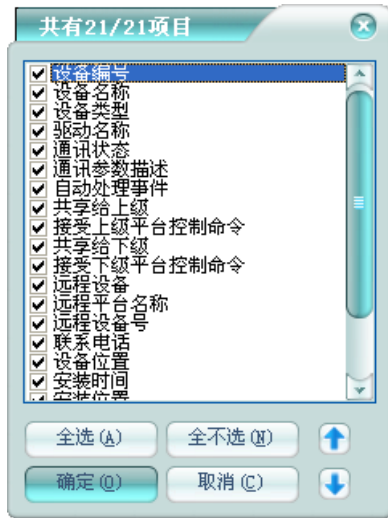 共有21/21项目
设备编号
设备名称
设备类型
驱动名称
通讯状态
通讯参数描述
自动处理事件
共享给上级
接受上级平台控制命令
共享给下级
接受下级平台控制命令
远程设备
远程平台名称
远程设备号
联系电话
设备位置
安装时间
安装位置
全选(A) 全不选(N)
确定(O) 取消(C)